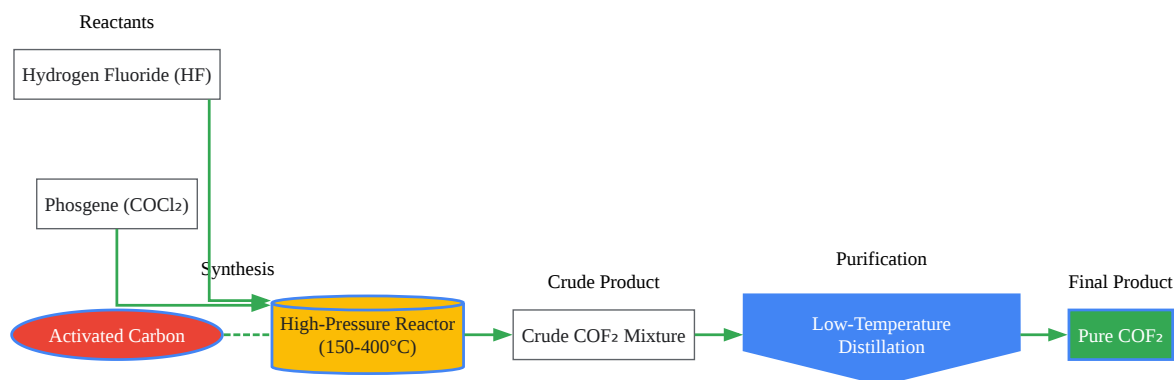 Reactants
Hydrogen Fluoride (HF)
Phosgene (COCl₂)
Synthesis
Activated Carbon
High-Pressure Reactor
(150-400°C)
Crude Product
Crude COF₂ Mixture
Purification
Low-Temperature
Distillation
Final Product
Pure COF₂